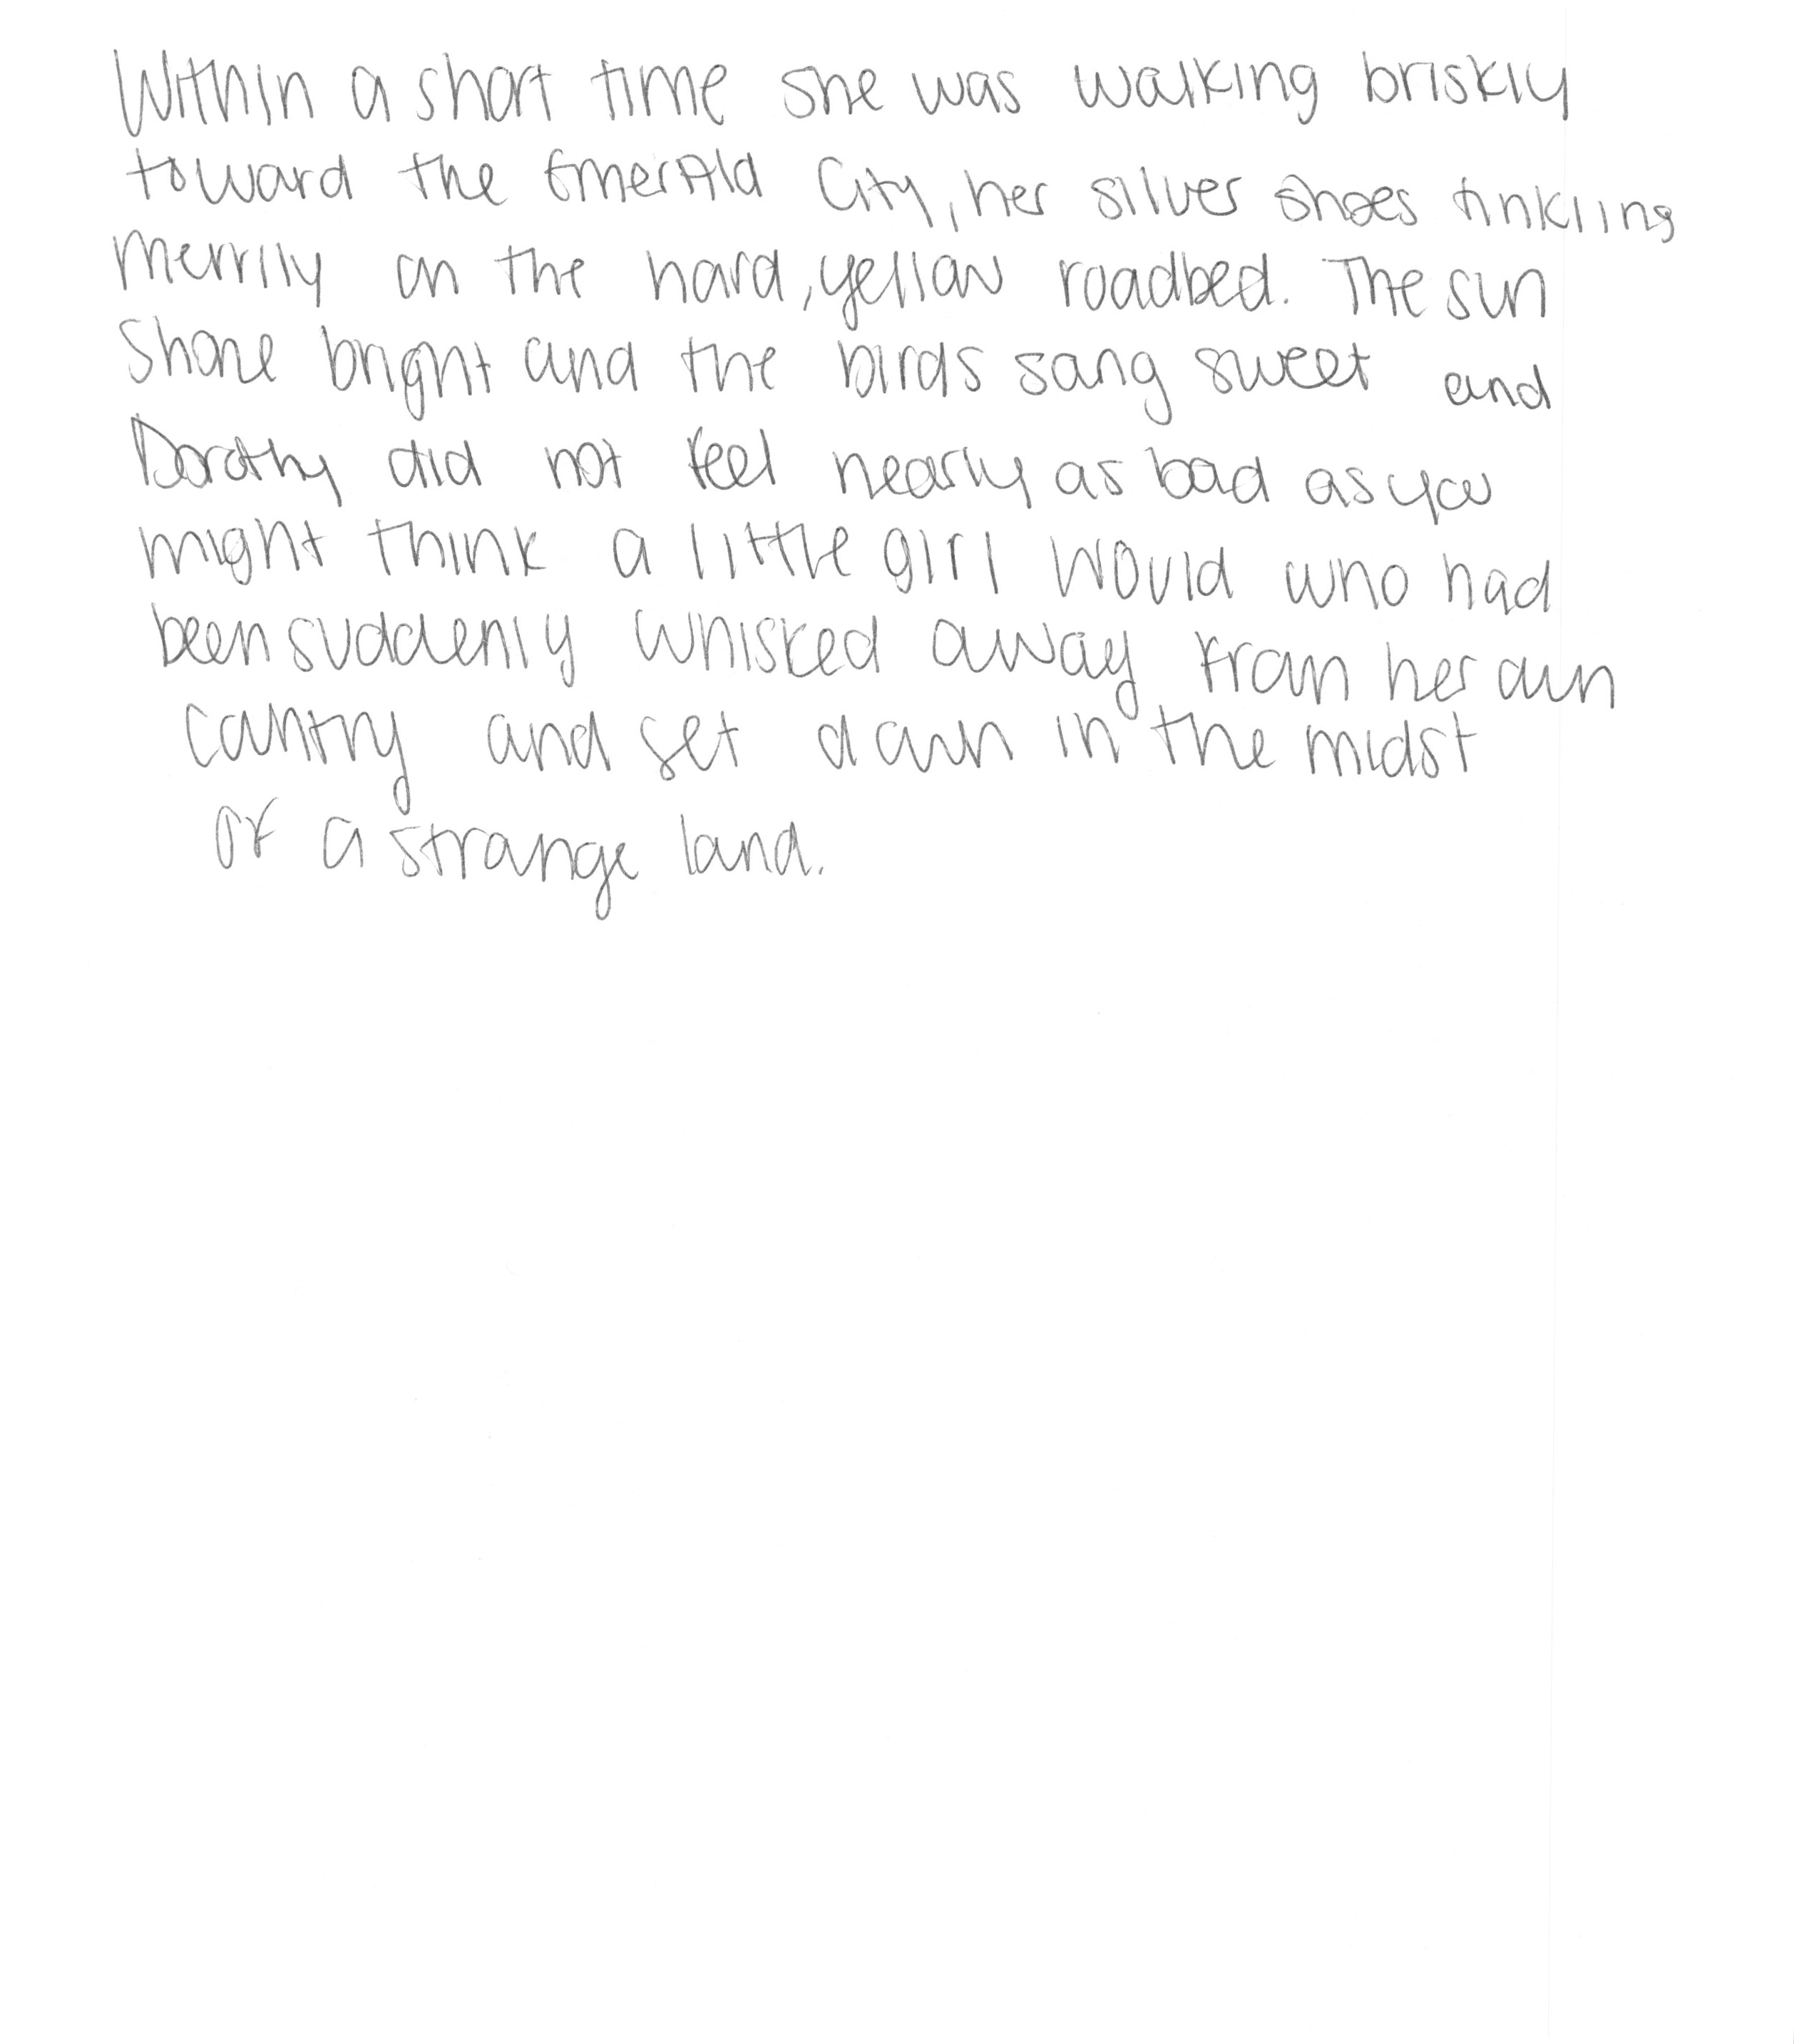 Within a short time she was walking briskly
toward the Emerald City, her silver shoes tinkling
merrily on the hard, yellow roadbed. The sun
shone bright and the birds sang sweet and
Dorothy did not feel nearly as bad as you
might think a little girl would who had
been suddenly whisked away from her own
country and set down in the midst
of a strange land.